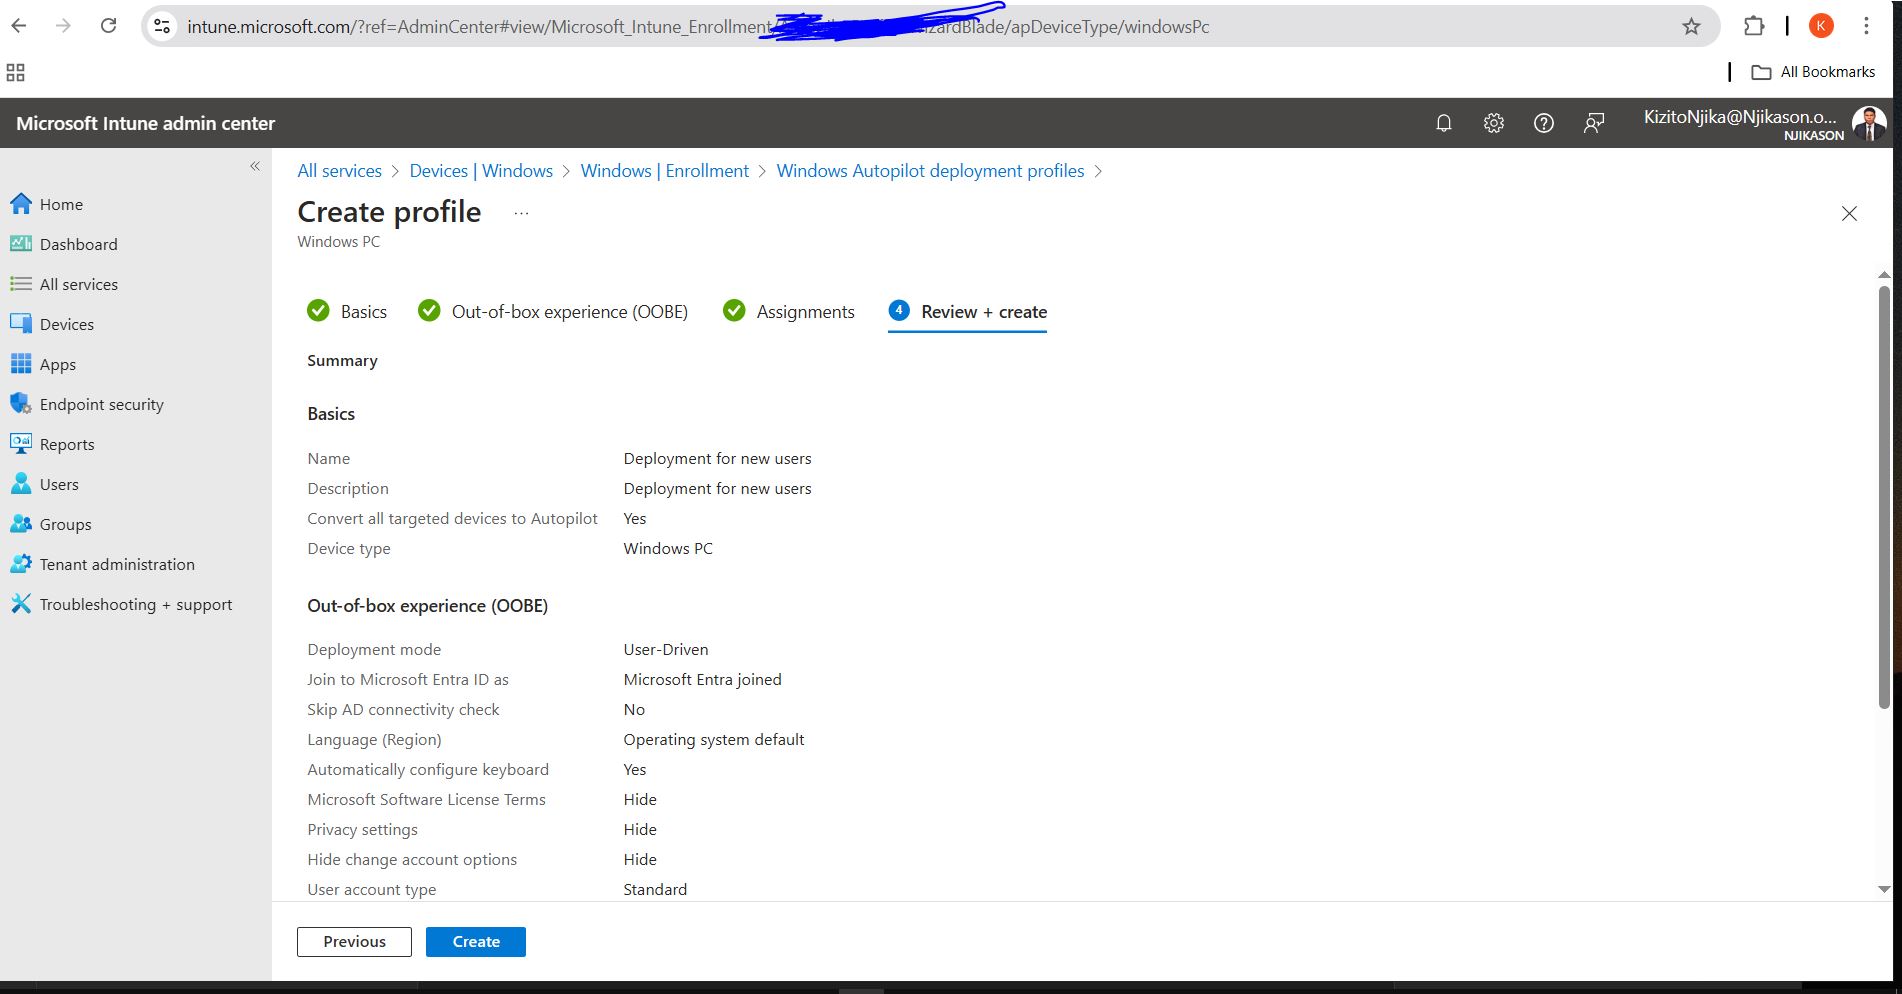 intune.microsoft.com/?ref=AdminCenter#view/Microsoft_Intune_Enrollment/ zardBlade/apDeviceType/windowsPc
K
All Bookmarks
Microsoft Intune admin center
KizitoNjika@Njikason.o...
NJIKASON
All services > Devices | Windows > Windows | Enrollment > Windows Autopilot deployment profiles >
Create profile ...
Windows PC
Home
Dashboard
All services
Devices
Apps
Endpoint security
Reports
Users
Groups
Tenant administration
Troubleshooting + support
Basics Out-of-box experience (OOBE) Assignments 4 Review + create
Summary
Basics
Name Deployment for new users
Description Deployment for new users
Convert all targeted devices to Autopilot Yes
Device type Windows PC
Out-of-box experience (OOBE)
Deployment mode User-Driven
Join to Microsoft Entra ID as Microsoft Entra joined
Skip AD connectivity check No
Language (Region) Operating system default
Automatically configure keyboard Yes
Microsoft Software License Terms Hide
Privacy settings Hide
Hide change account options Hide
User account type Standard
Previous Create